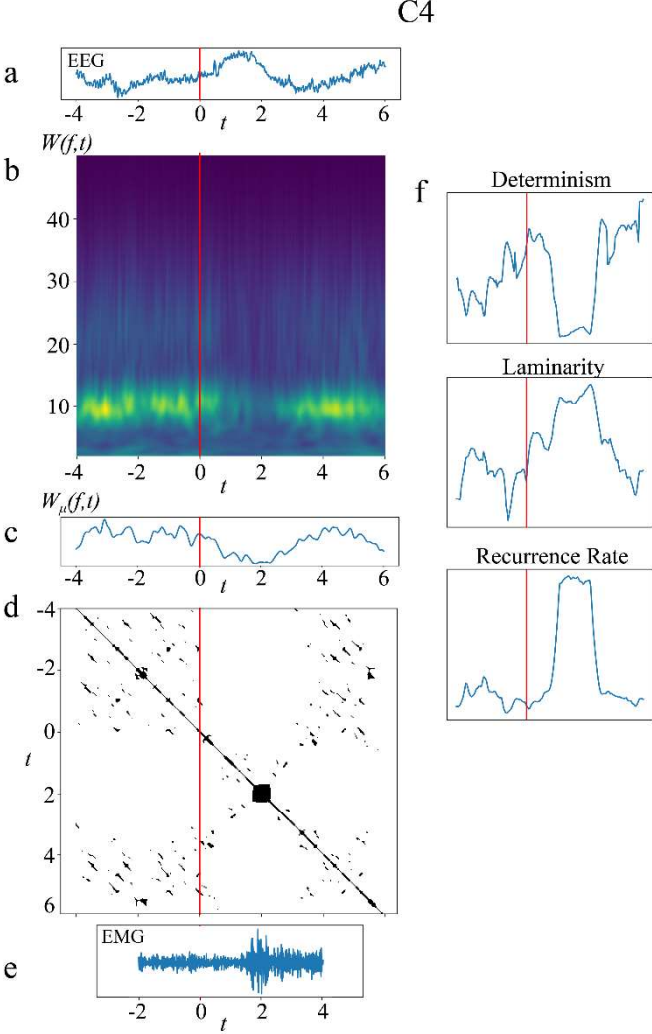 C4
a
EEG
-4 -2 0 2 4 6
t
W(f,t)
b
40
30
20
10
-4 -2 0 2 4 6
t
Wμ(f,t)
c
-4 -2 0 2 4 6
d
-4
-2
0
t
2
4
6
EMG
e
-2 0 2 4
t
f
Determinism
Laminarity
Recurrence Rate